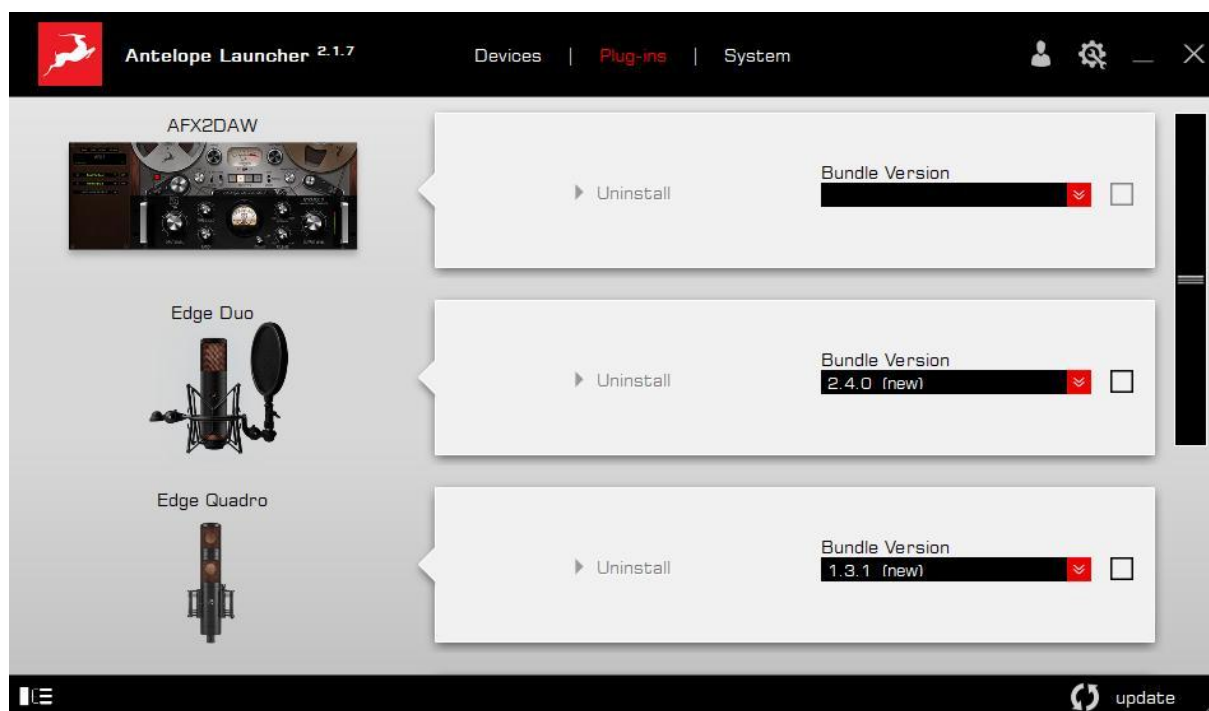 Antelope Launcher 2.1.7
Devices | Plug-ins | System
AFX2DAW
Uninstall
Bundle Version
Edge Duo
Uninstall
Bundle Version
2.4.0 (new)
Edge Quadro
Uninstall
Bundle Version
1.3.1 (new)
update